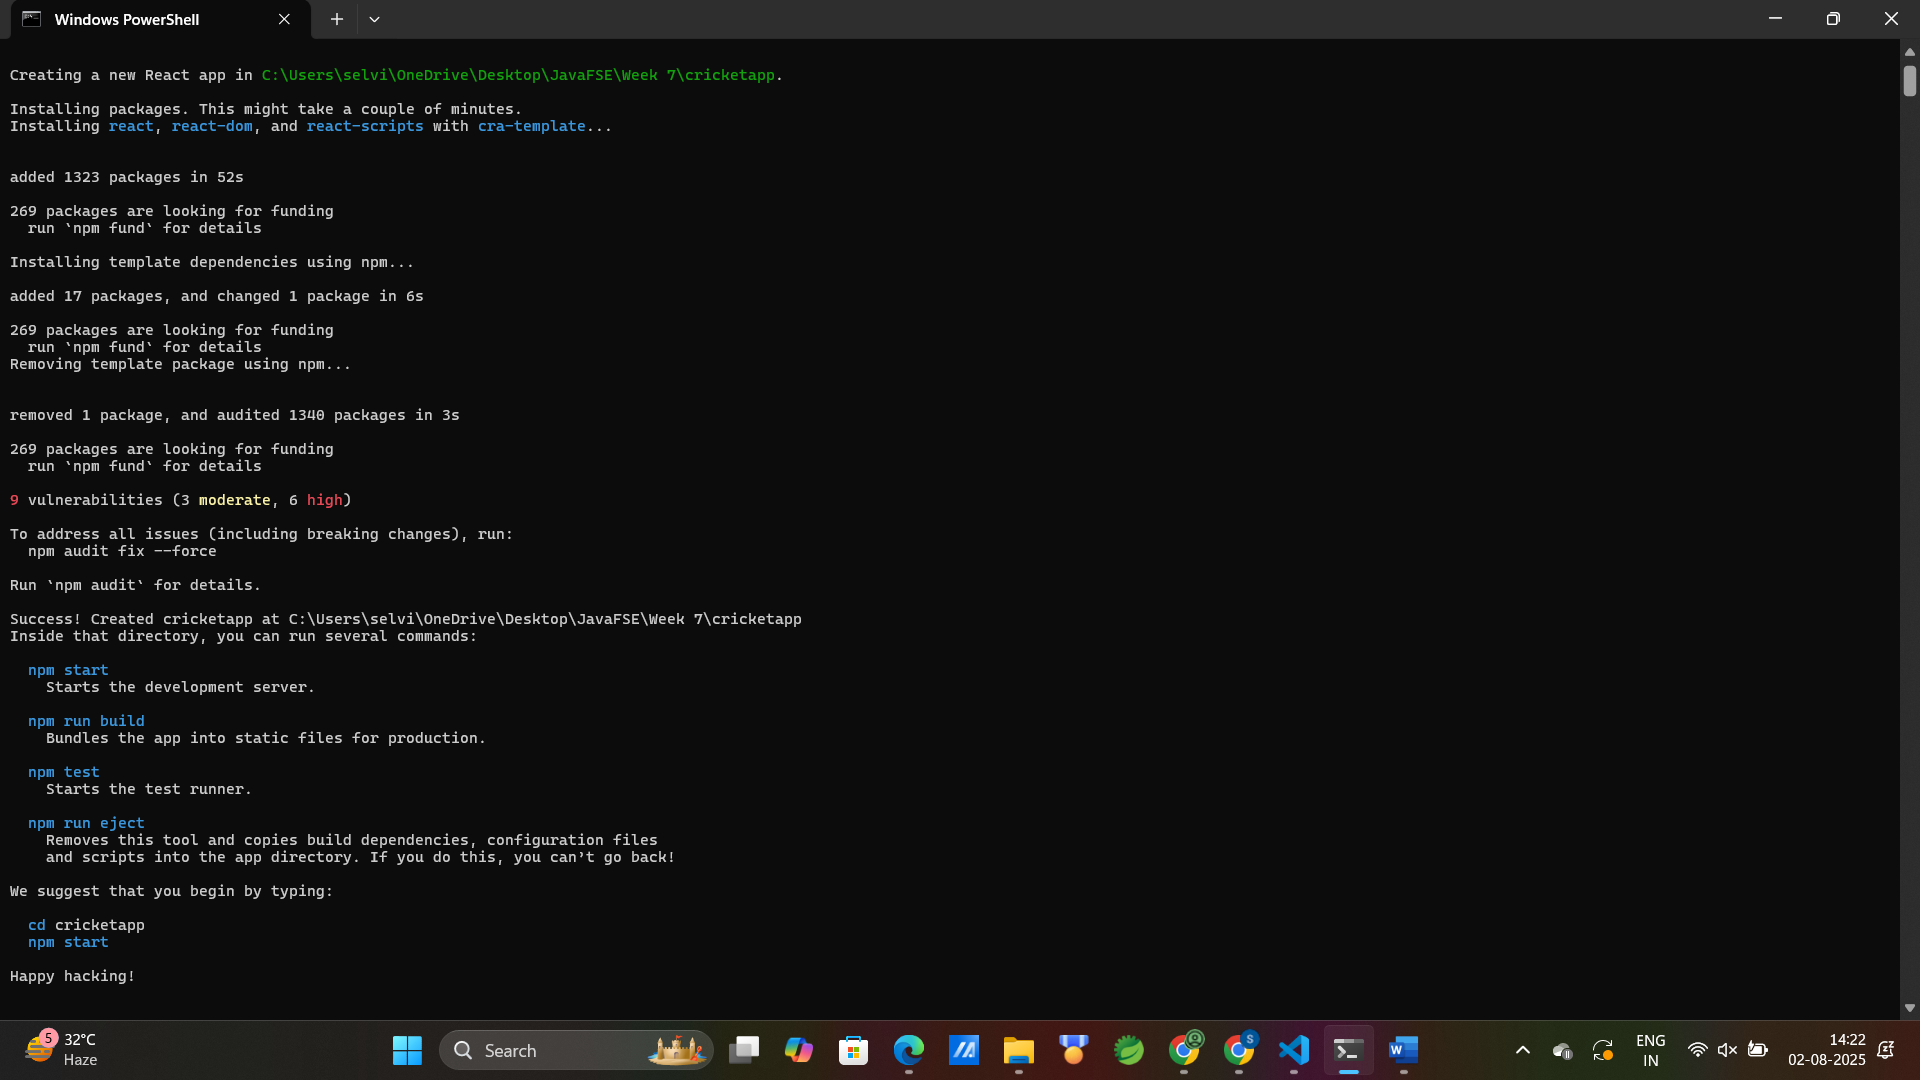 Windows PowerShell
Creating a new React app in C:\Users\selvi\OneDrive\Desktop\JavaFSE\Week 7\cricketapp.
Installing packages. This might take a couple of minutes.
Installing react, react-dom, and react-scripts with cra-template...
added 1323 packages in 52s
269 packages are looking for funding
run `npm fund` for details
Installing template dependencies using npm...
added 17 packages, and changed 1 package in 6s
269 packages are looking for funding
run `npm fund` for details
Removing template package using npm...
removed 1 package, and audited 1340 packages in 3s
269 packages are looking for funding
run `npm fund` for details
9 vulnerabilities (3 moderate, 6 high)
To address all issues (including breaking changes), run:
npm audit fix --force
Run `npm audit` for details.
Success! Created cricketapp at C:\Users\selvi\OneDrive\Desktop\JavaFSE\Week 7\cricketapp
Inside that directory, you can run several commands:
npm start
Starts the development server.
npm run build
Bundles the app into static files for production.
npm test
Starts the test runner.
npm run eject
Removes this tool and copies build dependencies, configuration files
and scripts into the app directory. If you do this, you can’t go back!
We suggest that you begin by typing:
cd cricketapp
npm start
Happy hacking!
5
32°C
Haze
Search
S
W
ENG
IN
14:22
02-08-2025